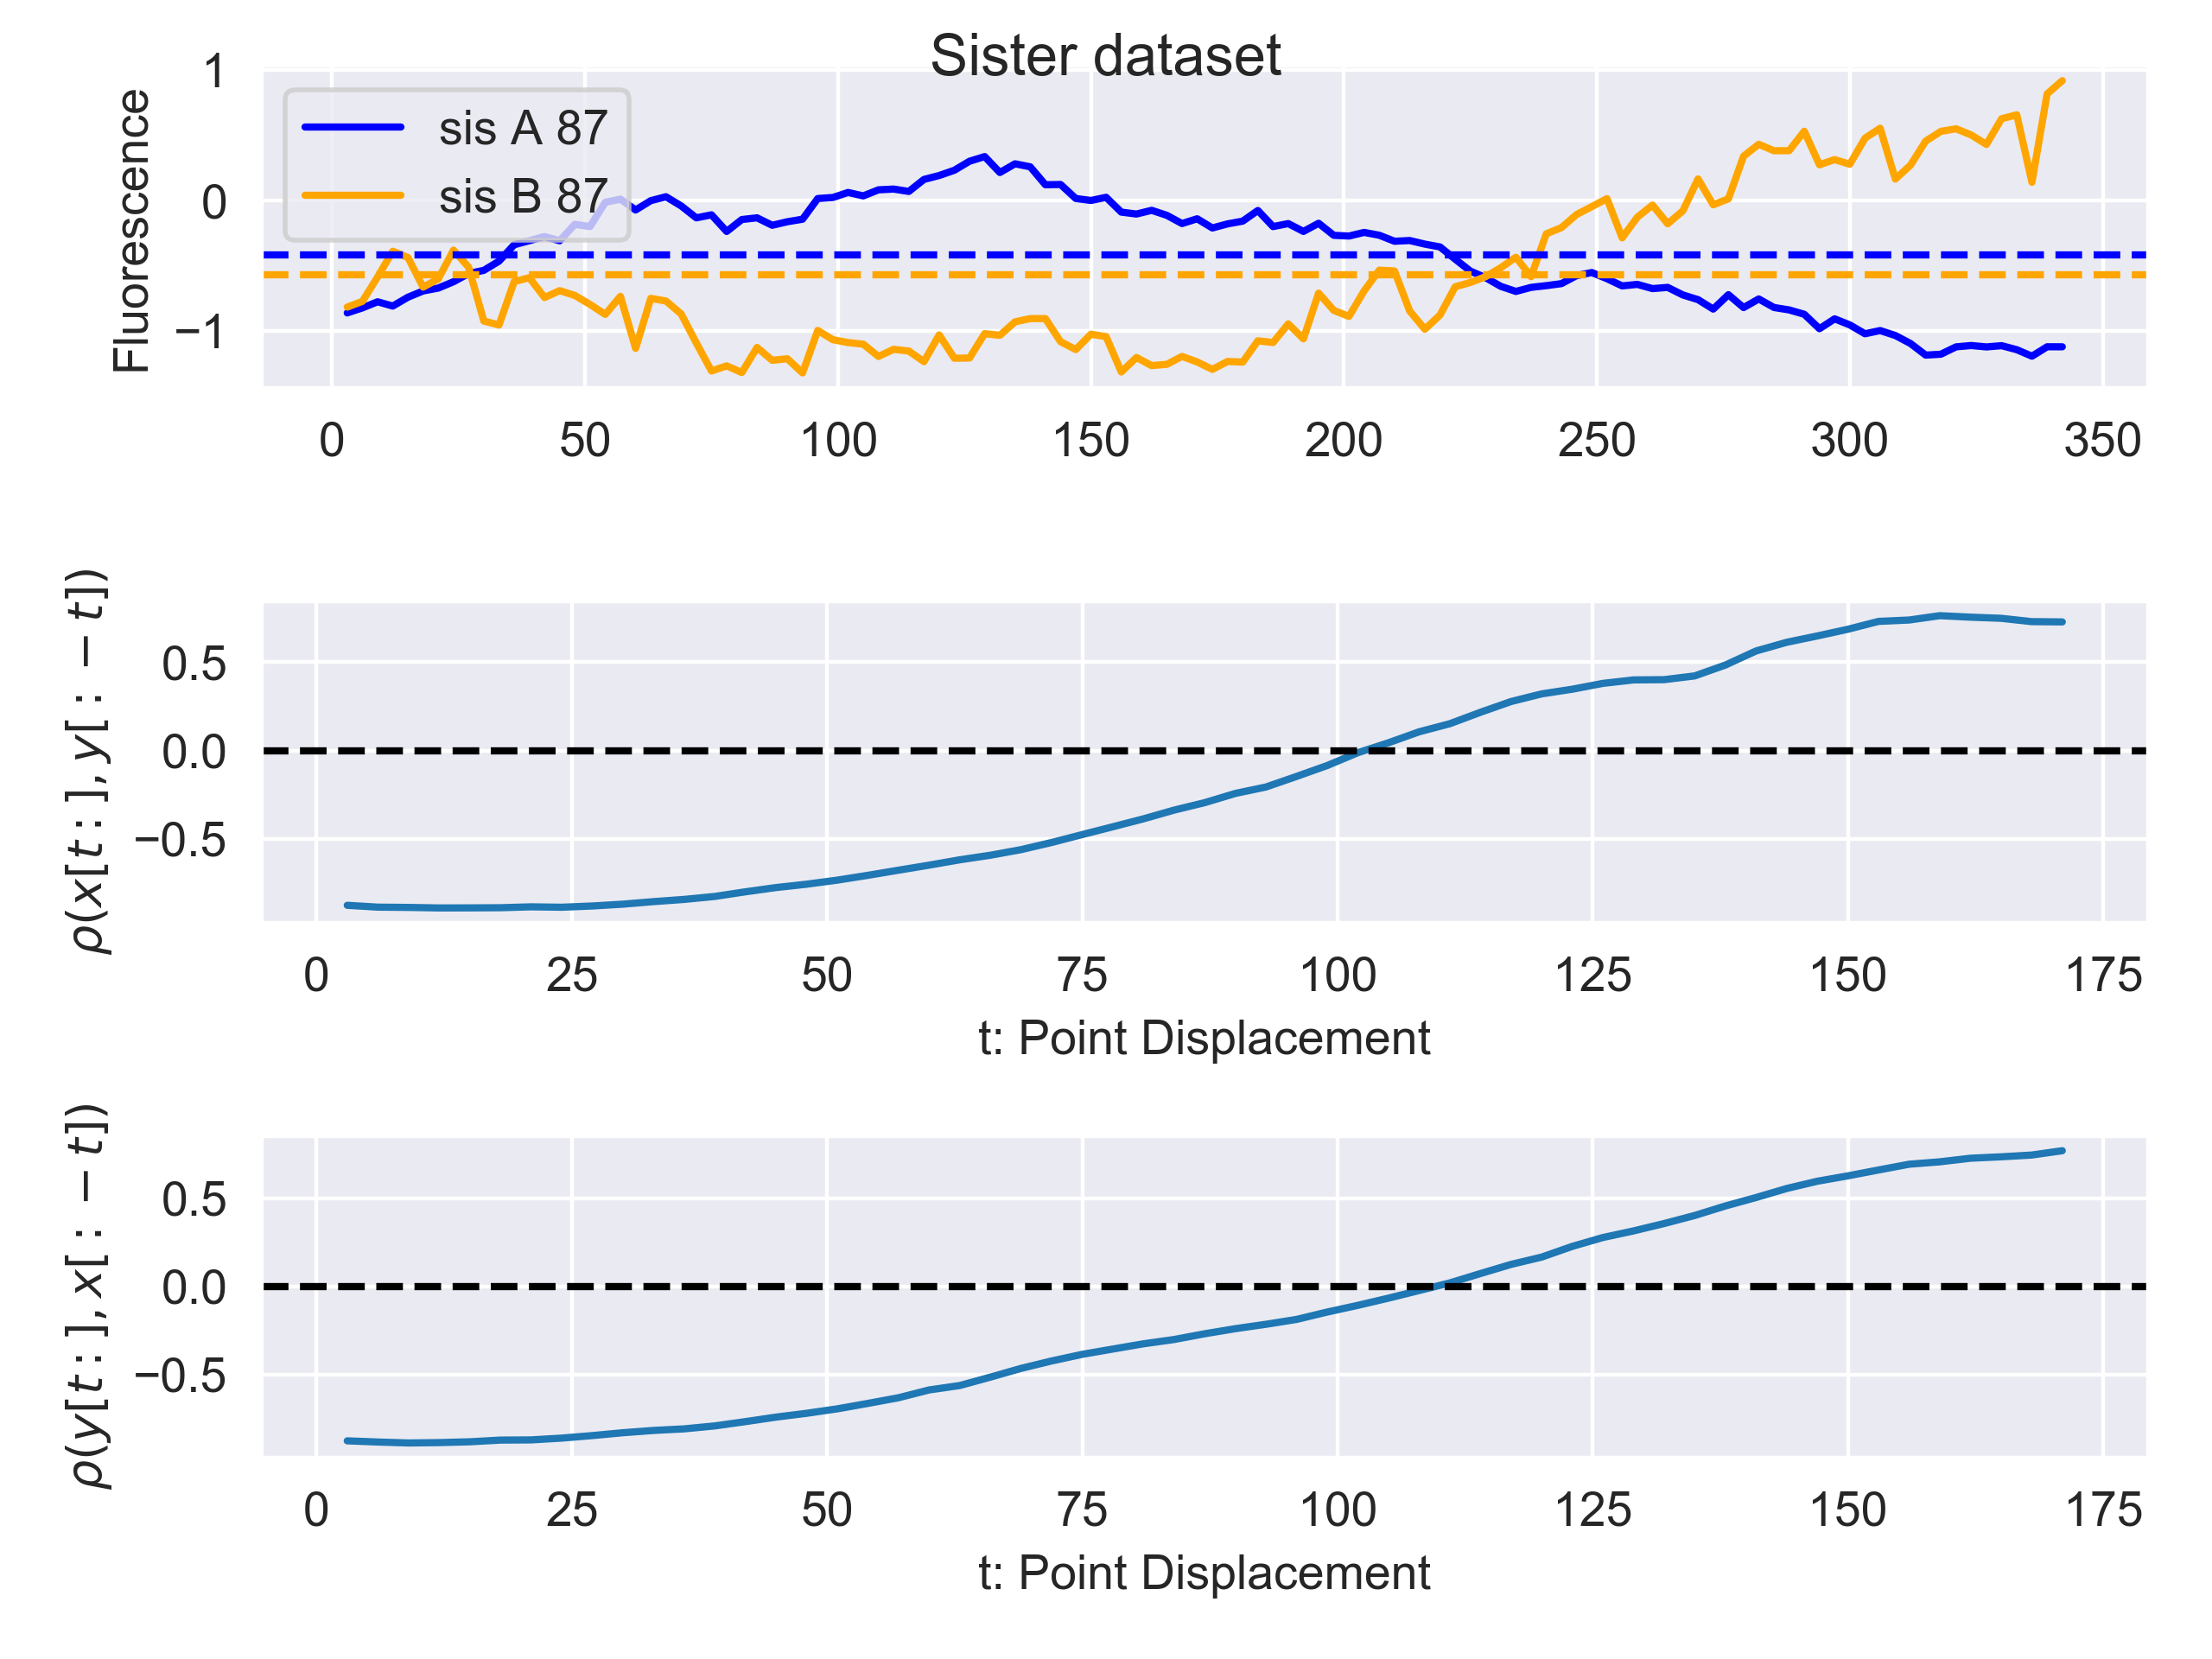 Sister dataset
Fluorescence
1
0
−1
sis A 87
sis B 87
0 50 100 150 200 250 300 350
ρ(x[t:], y[: −t])
0.5
0.0
−0.5
0 25 50 75 100 125 150 175
t: Point Displacement
ρ(y[t:], x[: −t])
0.5
0.0
−0.5
0 25 50 75 100 125 150 175
t: Point Displacement